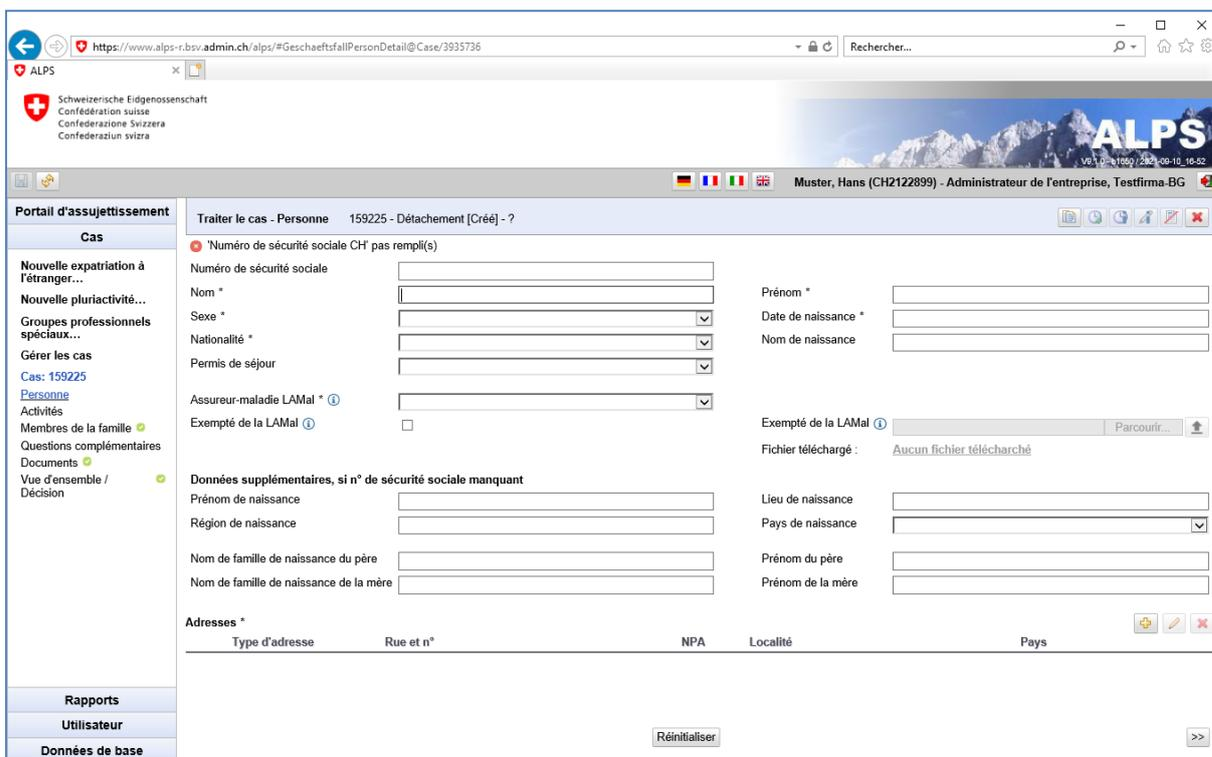 https://www.alps-r.bsv.admin.ch/alps/#GeschaeftsfallPersonDetail@Case/3935736
Rechercher...
ALPS
Schweizerische Eidgenossenschaft
Confédération suisse
Confederazione Svizzera
Confederaziun svizra
ALPS
V9.1.0 - b1650 / 2021-09-10_16-52
Muster, Hans (CH2122899) - Administrateur de l'entreprise, Testfirma-BG
Portail d'assujettissement
Cas
Nouvelle expatriation à
l'étranger...
Nouvelle pluriactivité...
Groupes professionnels
spéciaux...
Gérer les cas
Cas: 159225
Personne
Activités
Membres de la famille
Questions complémentaires
Documents
Vue d'ensemble /
Décision
Rapports
Utilisateur
Données de base
Traiter le cas - Personne 159225 - Détachement [Créé] - ?
'Numéro de sécurité sociale CH' pas rempli(s)
Numéro de sécurité sociale
Nom * Prénom *
Sexe * Date de naissance *
Nationalité * Nom de naissance
Permis de séjour
Assureur-maladie LAMal *
Exempté de la LAMal Exempté de la LAMal Parcourir...
Fichier téléchargé : Aucun fichier télécharché
Données supplémentaires, si n° de sécurité sociale manquant
Prénom de naissance Lieu de naissance
Région de naissance Pays de naissance
Nom de famille de naissance du père Prénom du père
Nom de famille de naissance de la mère Prénom de la mère
Adresses *
Type d'adresse Rue et n° NPA Localité Pays
Réinitialiser >>